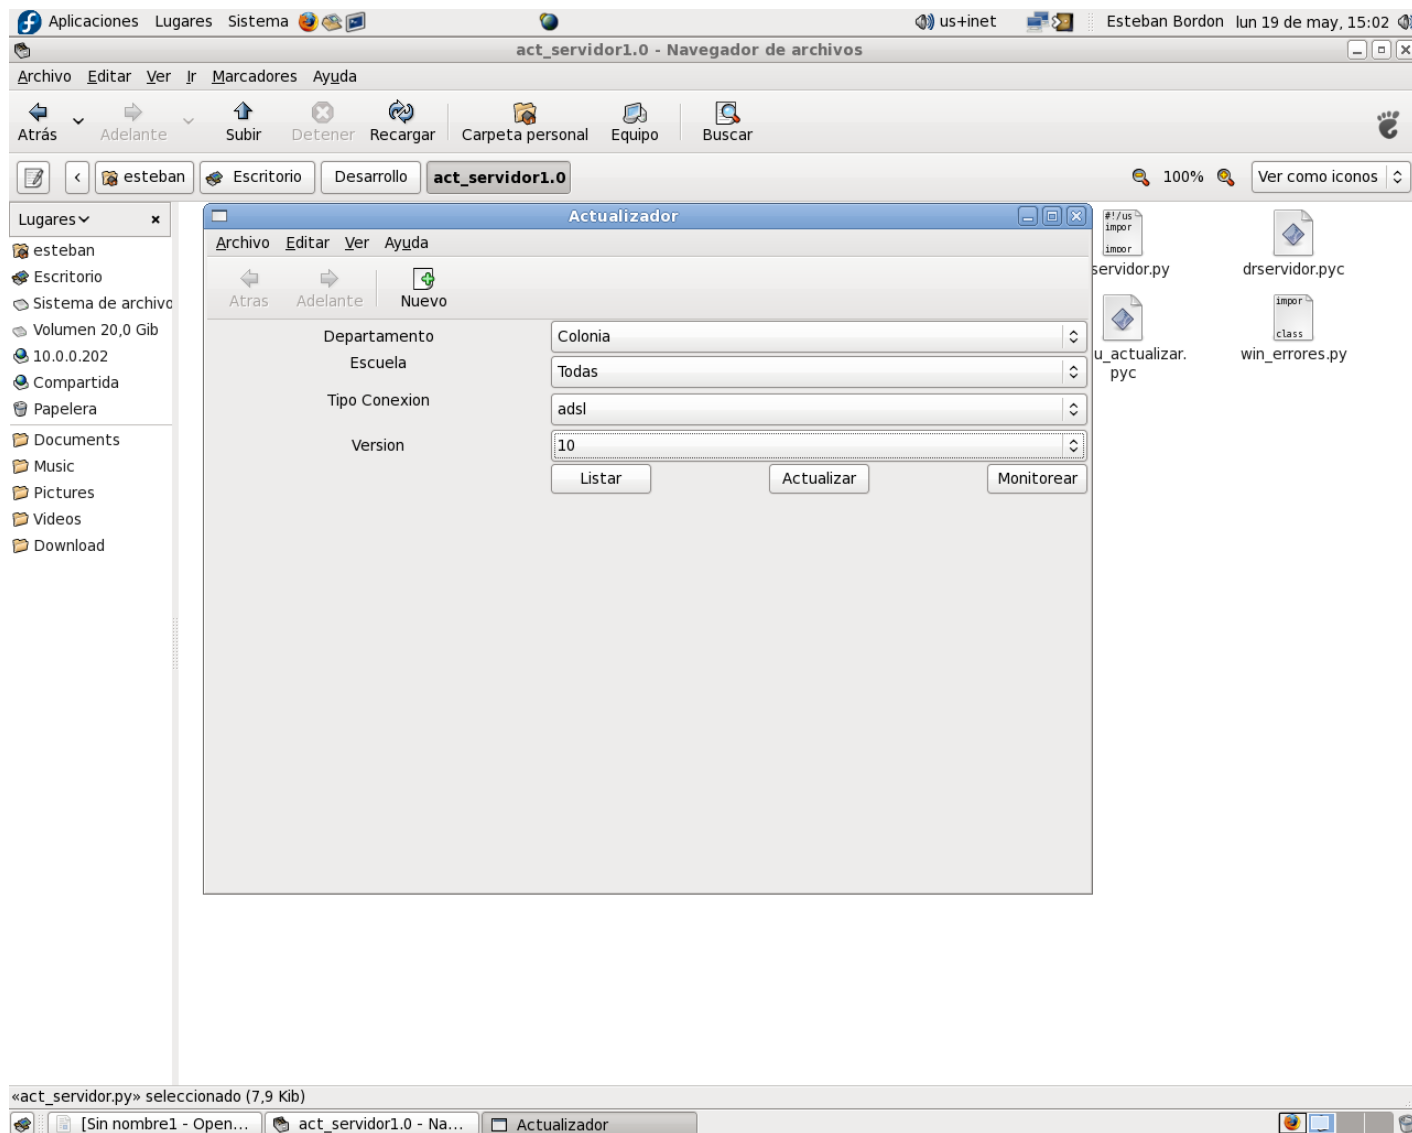 Aplicaciones Lugares Sistema us+inet Esteban Bordon lun 19 de may, 15:02
act_servidor1.0 - Navegador de archivos
Archivo Editar Ver Ir Marcadores Ayuda
Atrás Adelante Subir Detener Recargar Carpeta personal Equipo Buscar
esteban Escritorio Desarrollo act_servidor1.0 100% Ver como iconos
Lugares
esteban
Escritorio
Sistema de archivo
Volumen 20,0 Gib
10.0.0.202
Compartida
Papelera
Documents
Music
Pictures
Videos
Download
Actualizador
Archivo Editar Ver Ayuda
Atras Adelante Nuevo
Departamento Colonia
Escuela Todas
Tipo Conexion adsl
Version 10
Listar Actualizar Monitorear
#!/us
impor
impor
servidor.py
drservidor.pyc
u_actualizar.
pyc
impor
class
win_errores.py
«act_servidor.py» seleccionado (7,9 Kib)
[Sin nombre1 - Open... act_servidor1.0 - Na... Actualizador